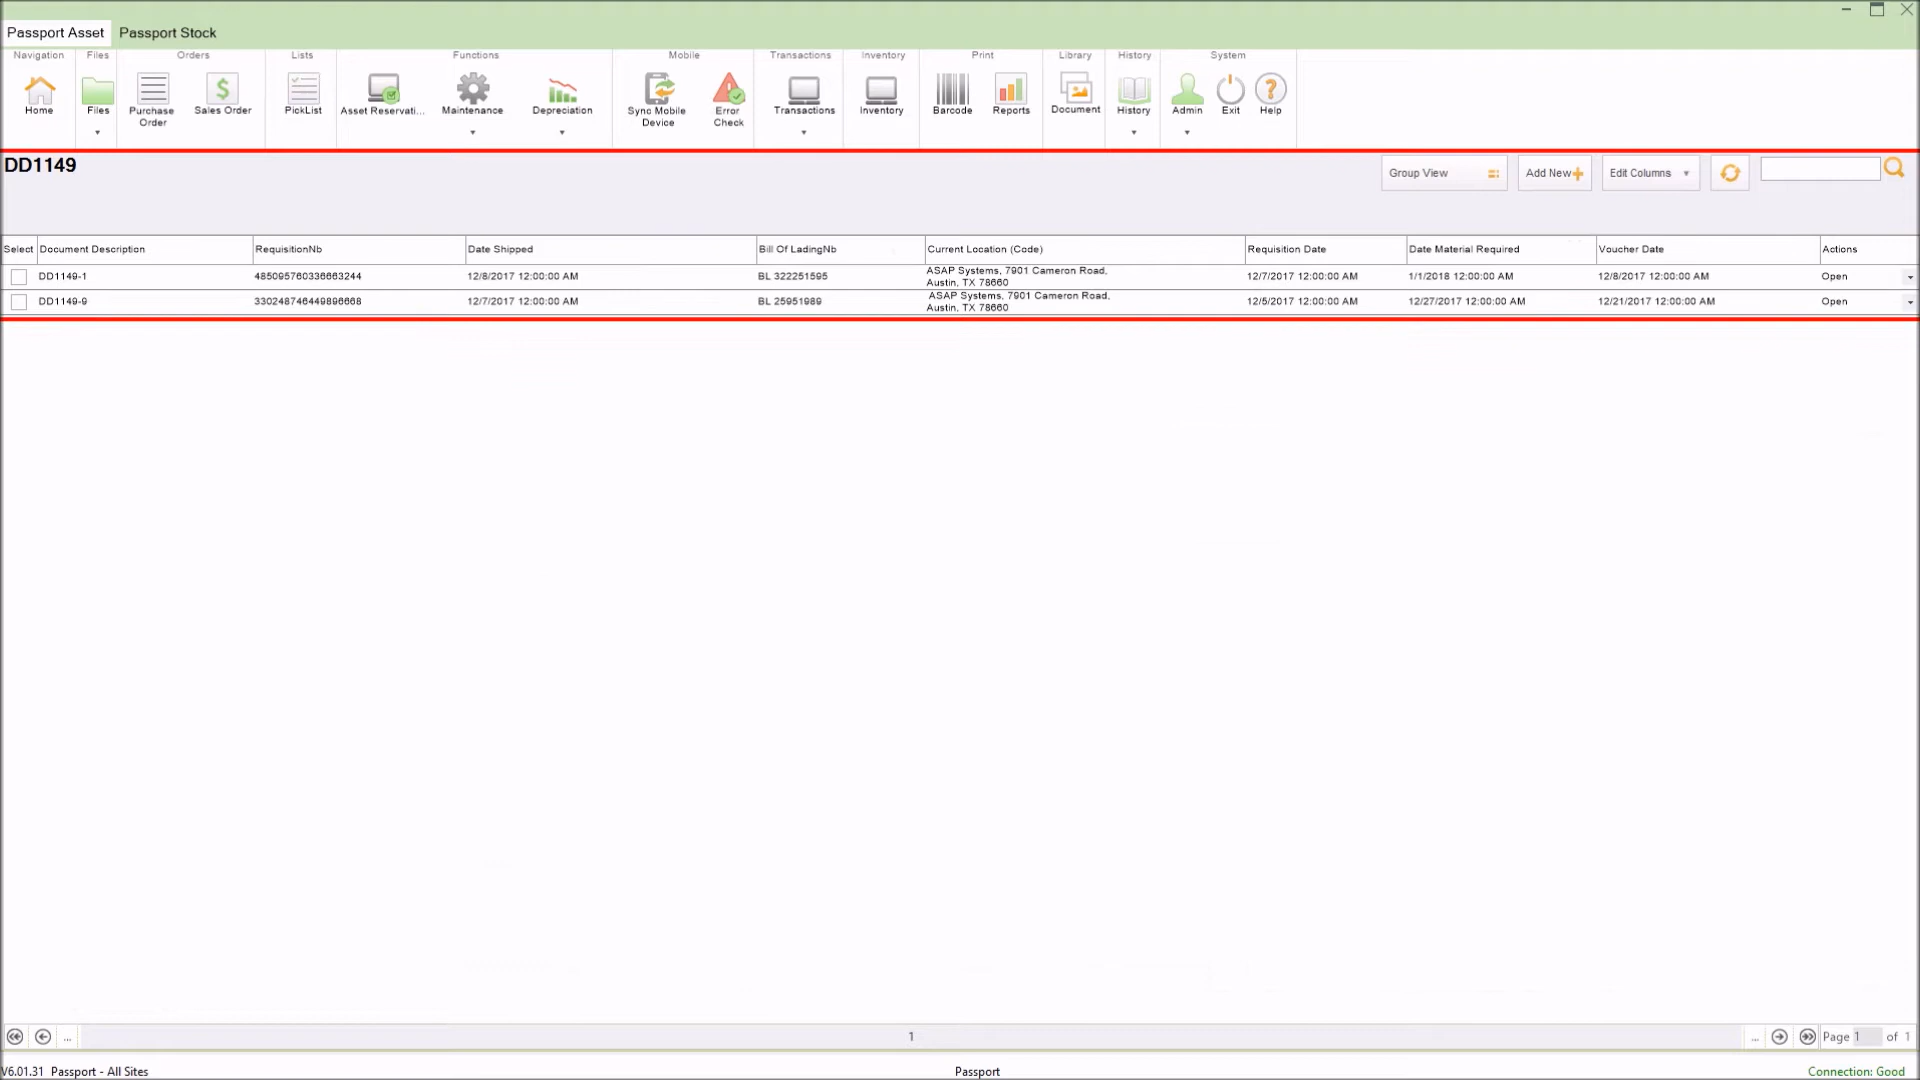 Passport Asset Passport Stock
Navigation Files Orders Lists Functions Mobile Transactions Inventory Print Library History System
Home Files Purchase Order Sales Order PickList Asset Reservati... Maintenance Depreciation Sync Mobile Device Error Check Transactions Inventory Barcode Reports Document History Admin Exit Help
DD1149
Group View Add New Edit Columns
Select Document Description RequisitionNb Date Shipped Bill Of LadingNb Current Location (Code) Requisition Date Date Material Required Voucher Date Actions
DD1149-1 485095760336663244 12/8/2017 12:00:00 AM BL 322251595 ASAP Systems, 7901 Cameron Road, Austin, TX 78660 12/7/2017 12:00:00 AM 1/1/2018 12:00:00 AM 12/8/2017 12:00:00 AM Open
DD1149-9 330248746449896668 12/7/2017 12:00:00 AM BL 25951989 ASAP Systems, 7901 Cameron Road, Austin, TX 78660 12/5/2017 12:00:00 AM 12/27/2017 12:00:00 AM 12/21/2017 12:00:00 AM Open
... 1 ... Page 1 of 1
V6.01.31 Passport - All Sites Passport Connection: Good